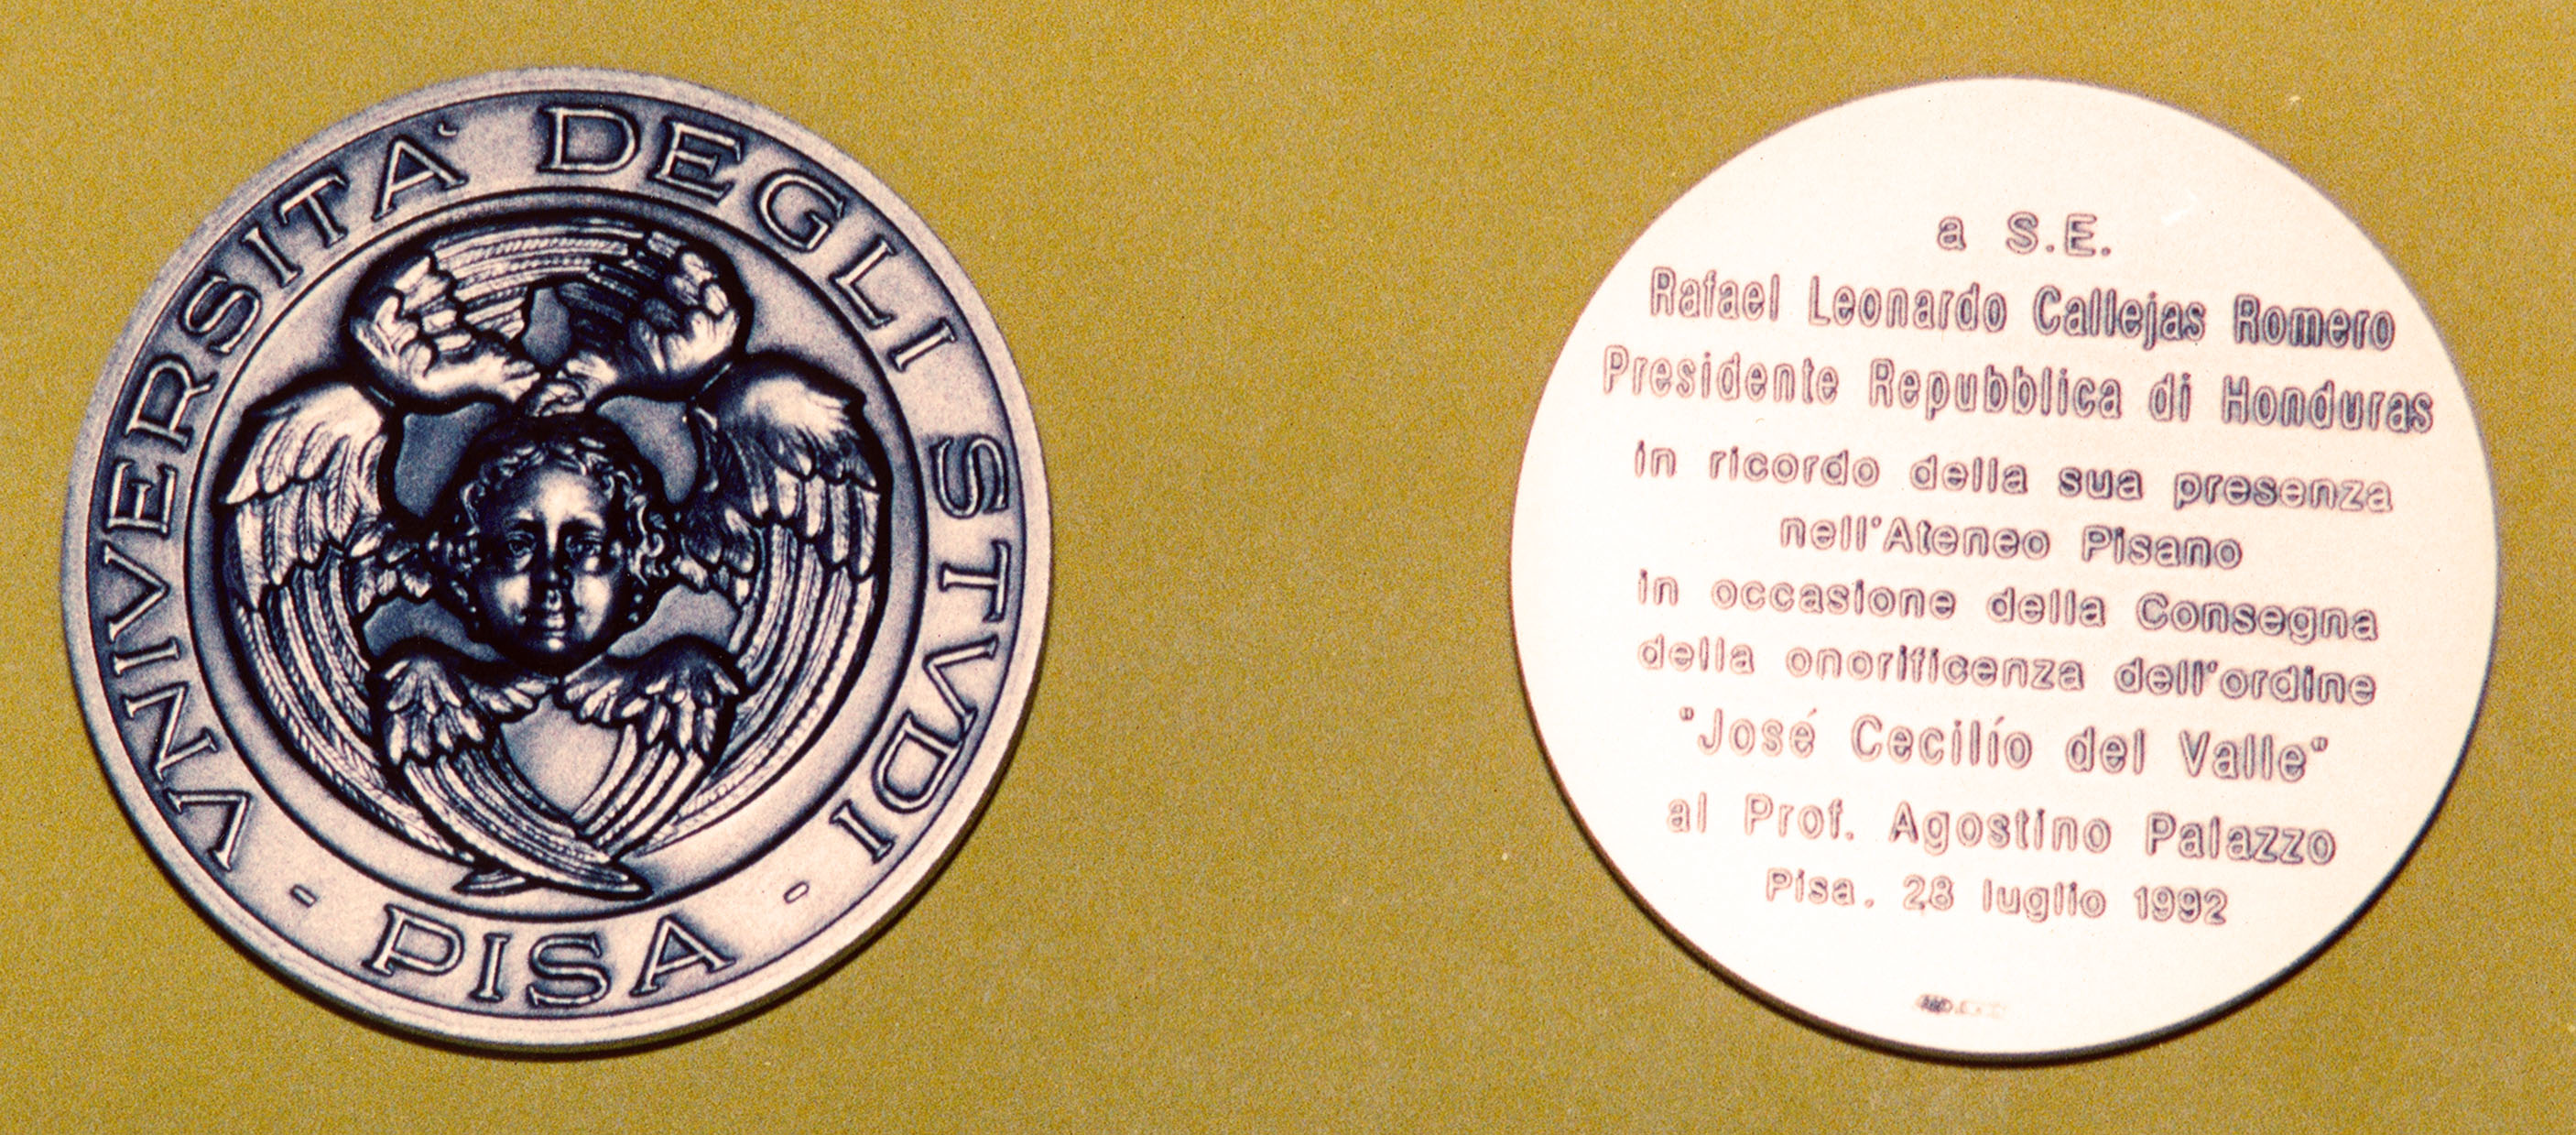 VNIVERSITA' DEGLI STVDI
- PISA -
a S.E.
Rafael Leonardo Callejas Romero
Presidente Repubblica di Honduras
in ricordo della sua presenza
nell'Ateneo Pisano
in occasione della Consegna
della onorificenza dell'ordine
"José Cecilío del Valle"
al Prof. Agostino Palazzo
Pisa. 28 luglio 1992